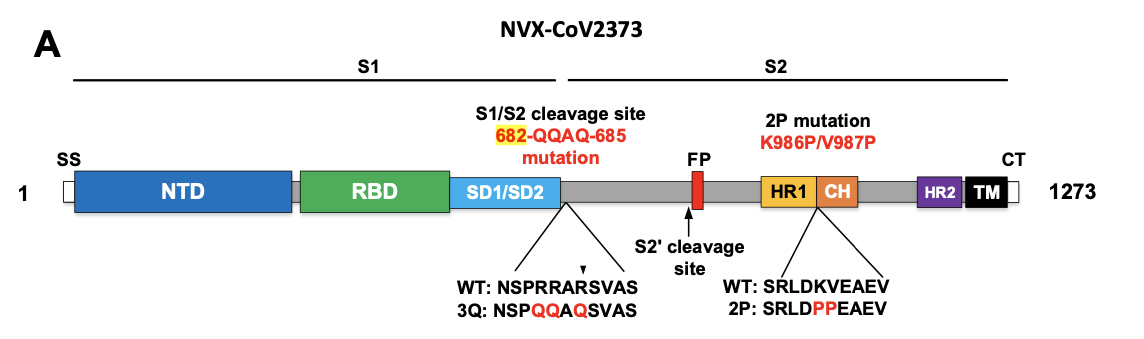 A
NVX-CoV2373
S1
S2
S1/S2 cleavage site
682-QQAQ-685
mutation
2P mutation
K986P/V987P
SS
FP
CT
1
NTD
RBD
SD1/SD2
HR1
CH
HR2
TM
1273
S2' cleavage
site
WT: NSPRRARSVAS
3Q: NSPQQAQSVAS
WT: SRLDKVEAEV
2P: SRLDPPEAEV